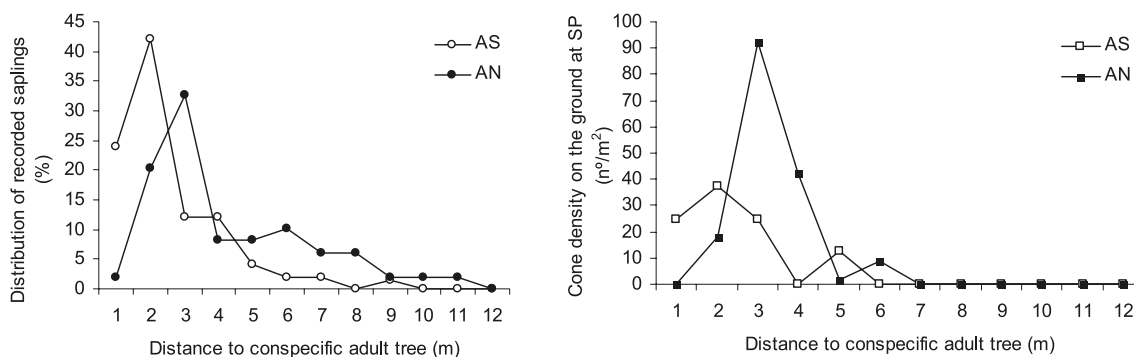 Distribution of recorded saplings
(%)
45
40
35
30
25
20
15
10
5
0
1 2 3 4 5 6 7 8 9 10 11 12
Distance to conspecific adult tree (m)
AS
AN
Cone density on the ground at SP
(nº/m²)
100
90
80
70
60
50
40
30
20
10
0
1 2 3 4 5 6 7 8 9 10 11 12
Distance to conspecific adult tree (m)
AS
AN